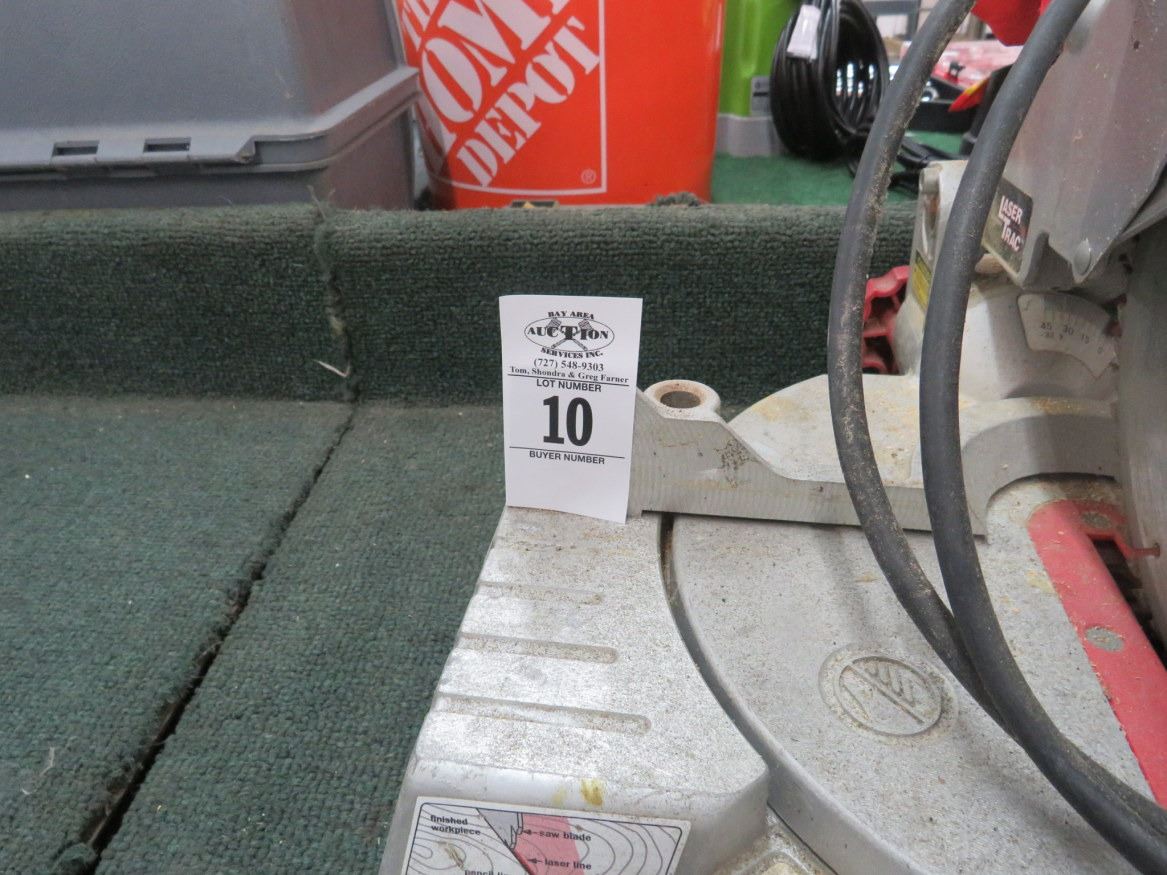 THE
HOME
DEPOT
®
LASER
TRAC
45 30 15 0
BAY AREA
AUCTION
SERVICES INC.
(727) 548-9303
Tom, Shondra & Greg Farner
LOT NUMBER
10
BUYER NUMBER
finished
workpiece
saw blade
laser line